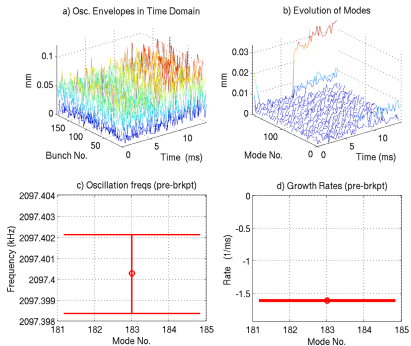 a) Osc. Envelopes in Time Domain
0.1
0.05
0
mm
150
100
50
0
Bunch No.
0
5
10
Time (ms)
b) Evolution of Modes
0.03
0.02
0.01
0
mm
100
0
Mode No.
0
5
10
Time (ms)
c) Oscillation freqs (pre-brkpt)
2097.404
2097.403
2097.402
2097.401
2097.4
2097.399
2097.398
Frequency (kHz)
181 182 183 184 185
Mode No.
d) Growth Rates (pre-brkpt)
0
-0.5
-1
-1.5
Rate (1/ms)
181 182 183 184 185
Mode No.